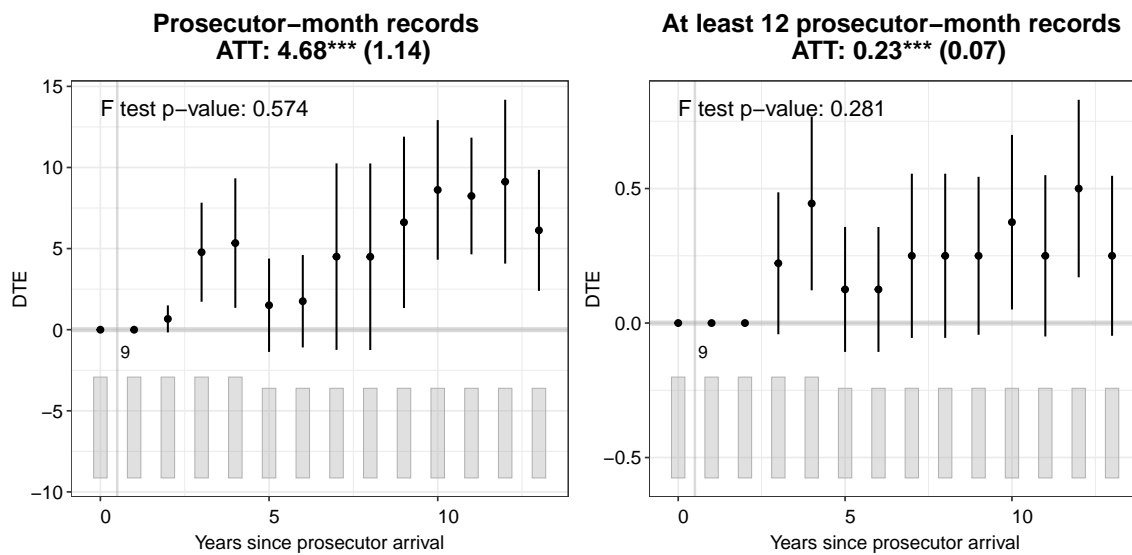 Prosecutor−month records
ATT: 4.68*** (1.14)
F test p−value: 0.574
15
10
5
0
−5
−10
DTE
9
0
5
10
Years since prosecutor arrival
At least 12 prosecutor−month records
ATT: 0.23*** (0.07)
F test p−value: 0.281
0.5
0.0
−0.5
DTE
9
0
5
10
Years since prosecutor arrival